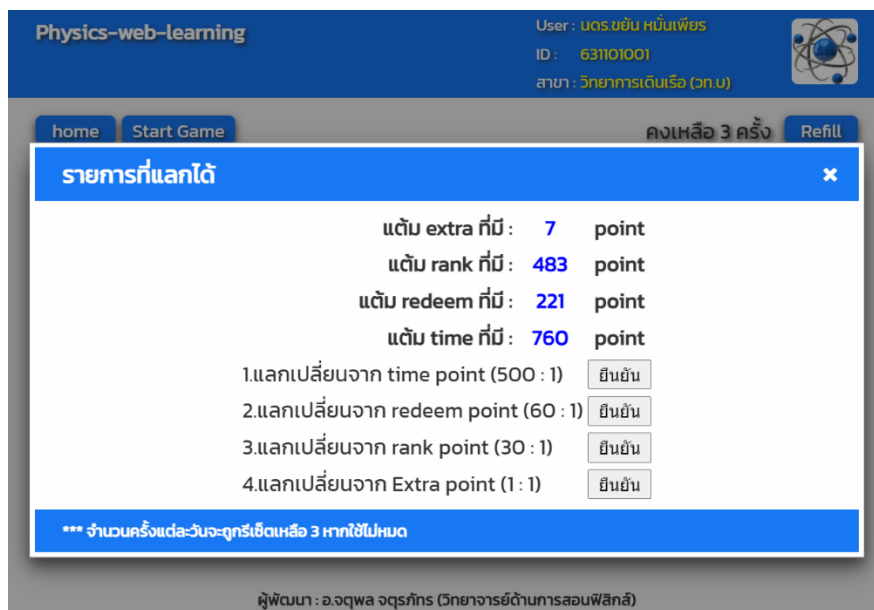 Physics-web-learning
User : นดร.ขยัน หมั่นเพียร
ID : 631101001
สาขา : วิทยาการเดินเรือ (วท.บ)
home Start Game คงเหลือ 3 ครั้ง Refill
รายการที่แลกได้ ×
แต้ม extra ที่มี : 7 point
แต้ม rank ที่มี : 483 point
แต้ม redeem ที่มี : 221 point
แต้ม time ที่มี : 760 point
1.แลกเปลี่ยนจาก time point (500 : 1) ยืนยัน
2.แลกเปลี่ยนจาก redeem point (60 : 1) ยืนยัน
3.แลกเปลี่ยนจาก rank point (30 : 1) ยืนยัน
4.แลกเปลี่ยนจาก Extra point (1 : 1) ยืนยัน
*** จำนวนครั้งแต่ละวันจะถูกรีเซ็ตเหลือ 3 หากใช้ไม่หมด
ผู้พัฒนา : อ.จตุพล จตุรภัทร (วิทยาจารย์ด้านการสอนฟิสิกส์)